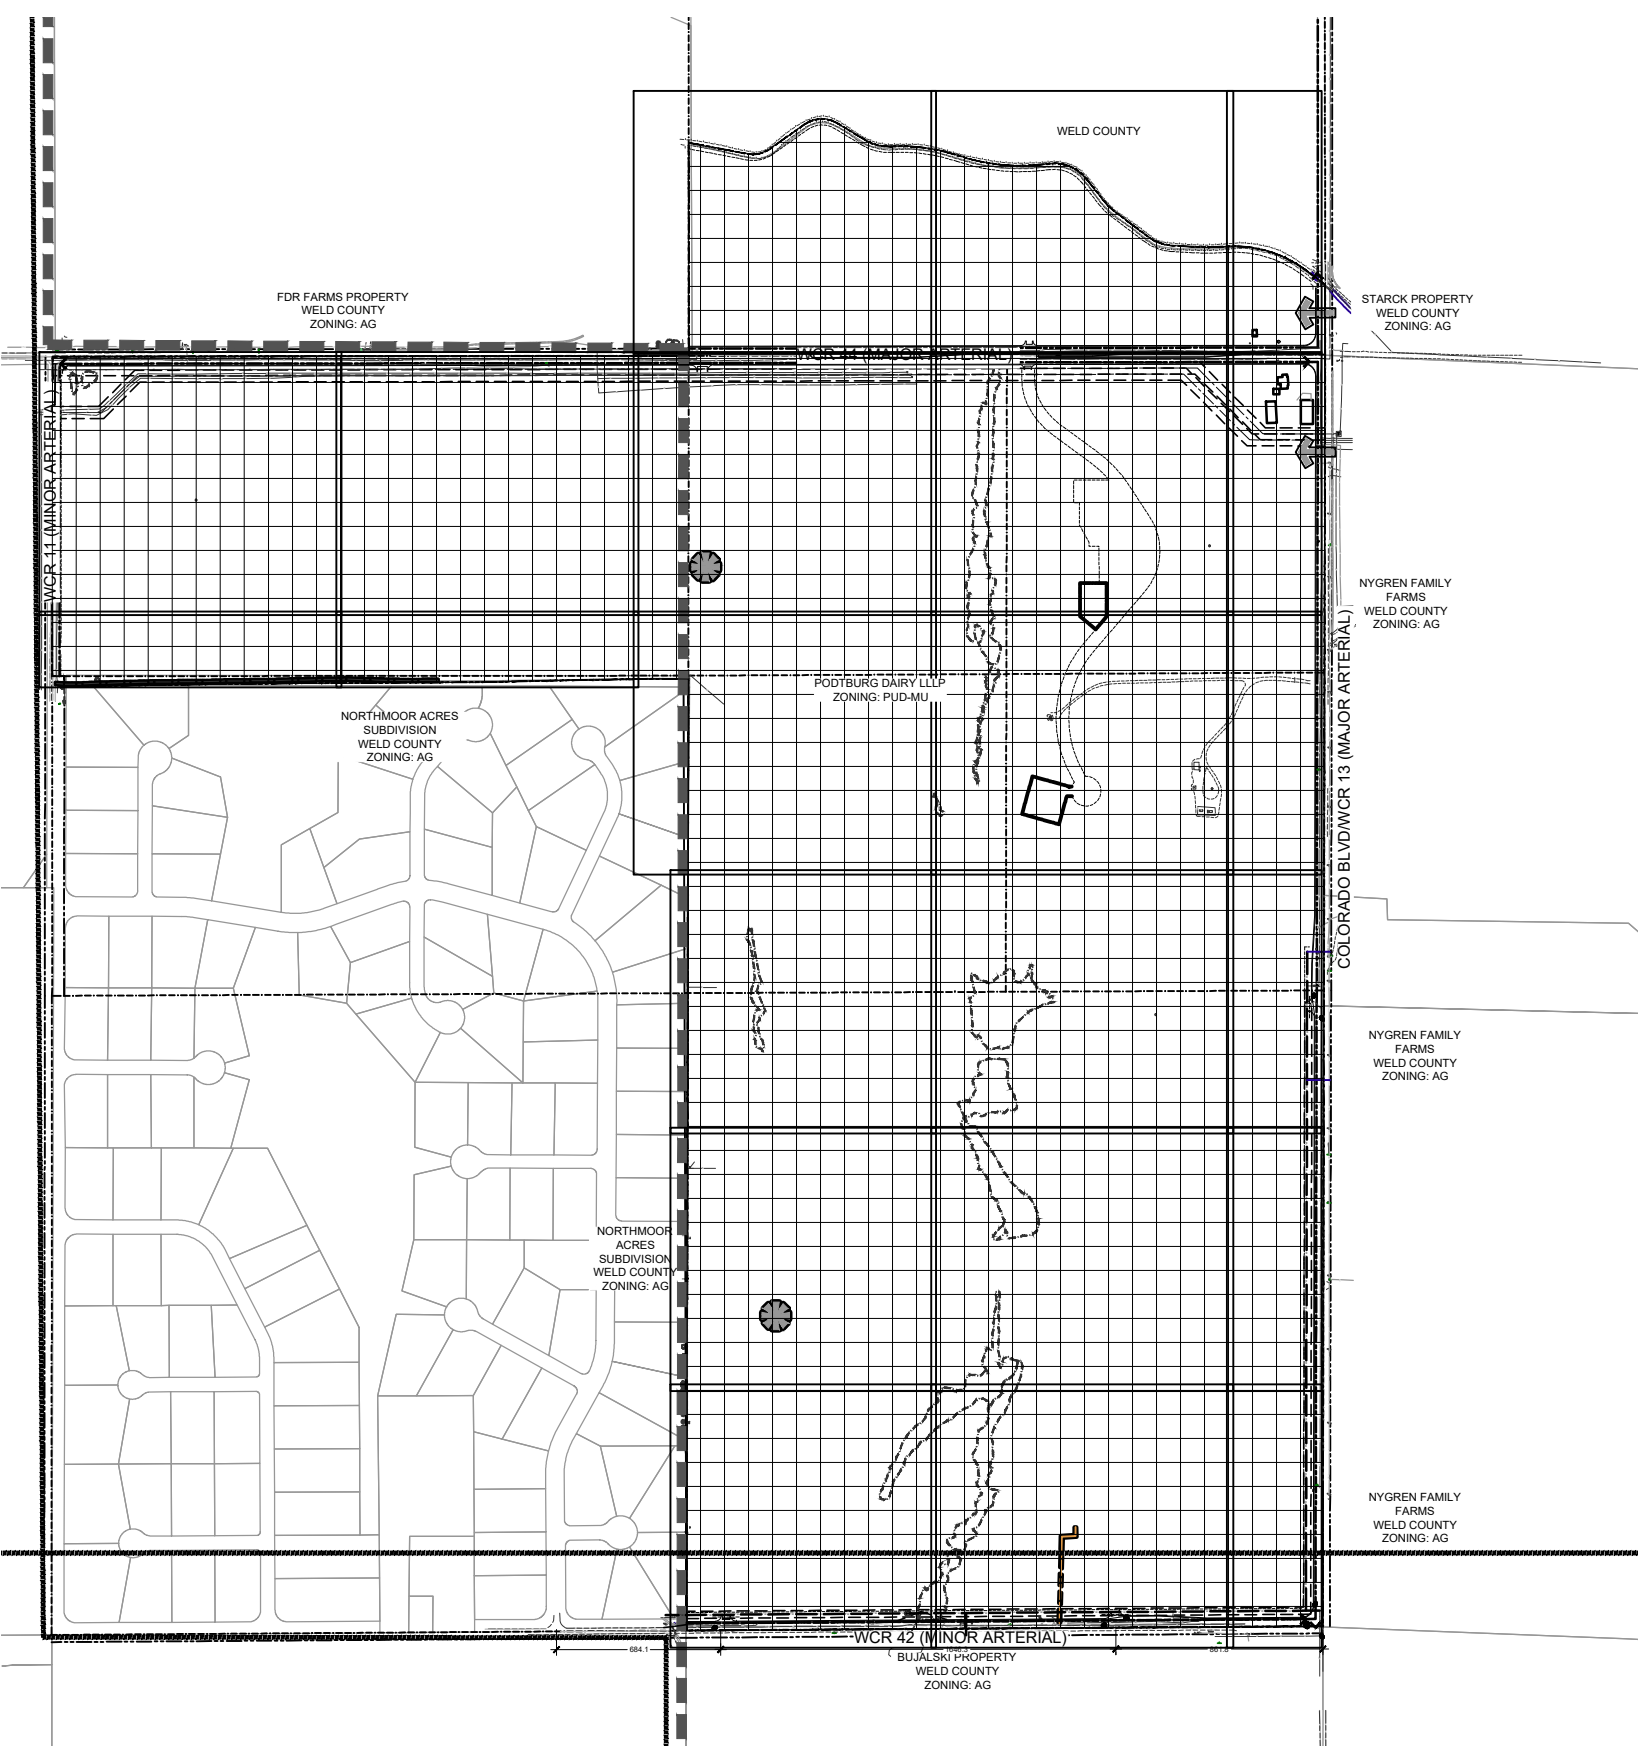 WELD COUNTY
FDR FARMS PROPERTY
WELD COUNTY
ZONING: AG
STARCK PROPERTY
WELD COUNTY
ZONING: AG
WCR 44 (MAJOR ARTERIAL)
WCR 11 (MINOR ARTERIAL)
NYGREN FAMILY
FARMS
WELD COUNTY
ZONING: AG
COLORADO BLVD/WCR 13 (MAJOR ARTERIAL)
PODTBURG DAIRY LLLP
ZONING: PUD-MU
NORTHMOOR ACRES
SUBDIVISION
WELD COUNTY
ZONING: AG
NYGREN FAMILY
FARMS
WELD COUNTY
ZONING: AG
NORTHMOOR
ACRES
SUBDIVISION
WELD COUNTY
ZONING: AG
NYGREN FAMILY
FARMS
WELD COUNTY
ZONING: AG
WCR 42 (MINOR ARTERIAL)
684.1
BUJALSKI PROPERTY
WELD COUNTY
ZONING: AG